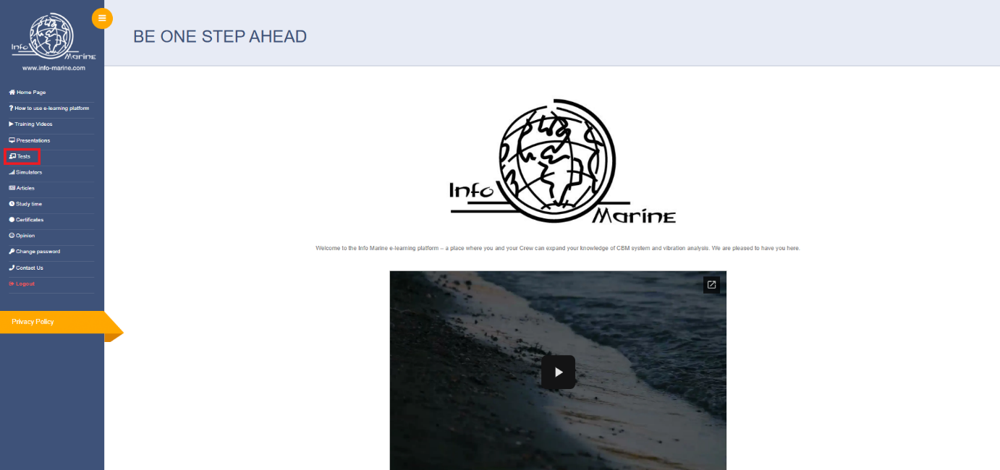 Info Marine
www.info-marine.com
Home Page
? How to use e-learning platform
Training Videos
Presentations
Tests
Simulators
Articles
Study time
Certificates
Opinion
Change password
Contact Us
Logout
Privacy Policy
BE ONE STEP AHEAD
Info Marine
Welcome to the Info Marine e-learning platform – a place where you and your Crew can expand your knowledge of CBM system and vibration analysis. We are pleased to have you here.